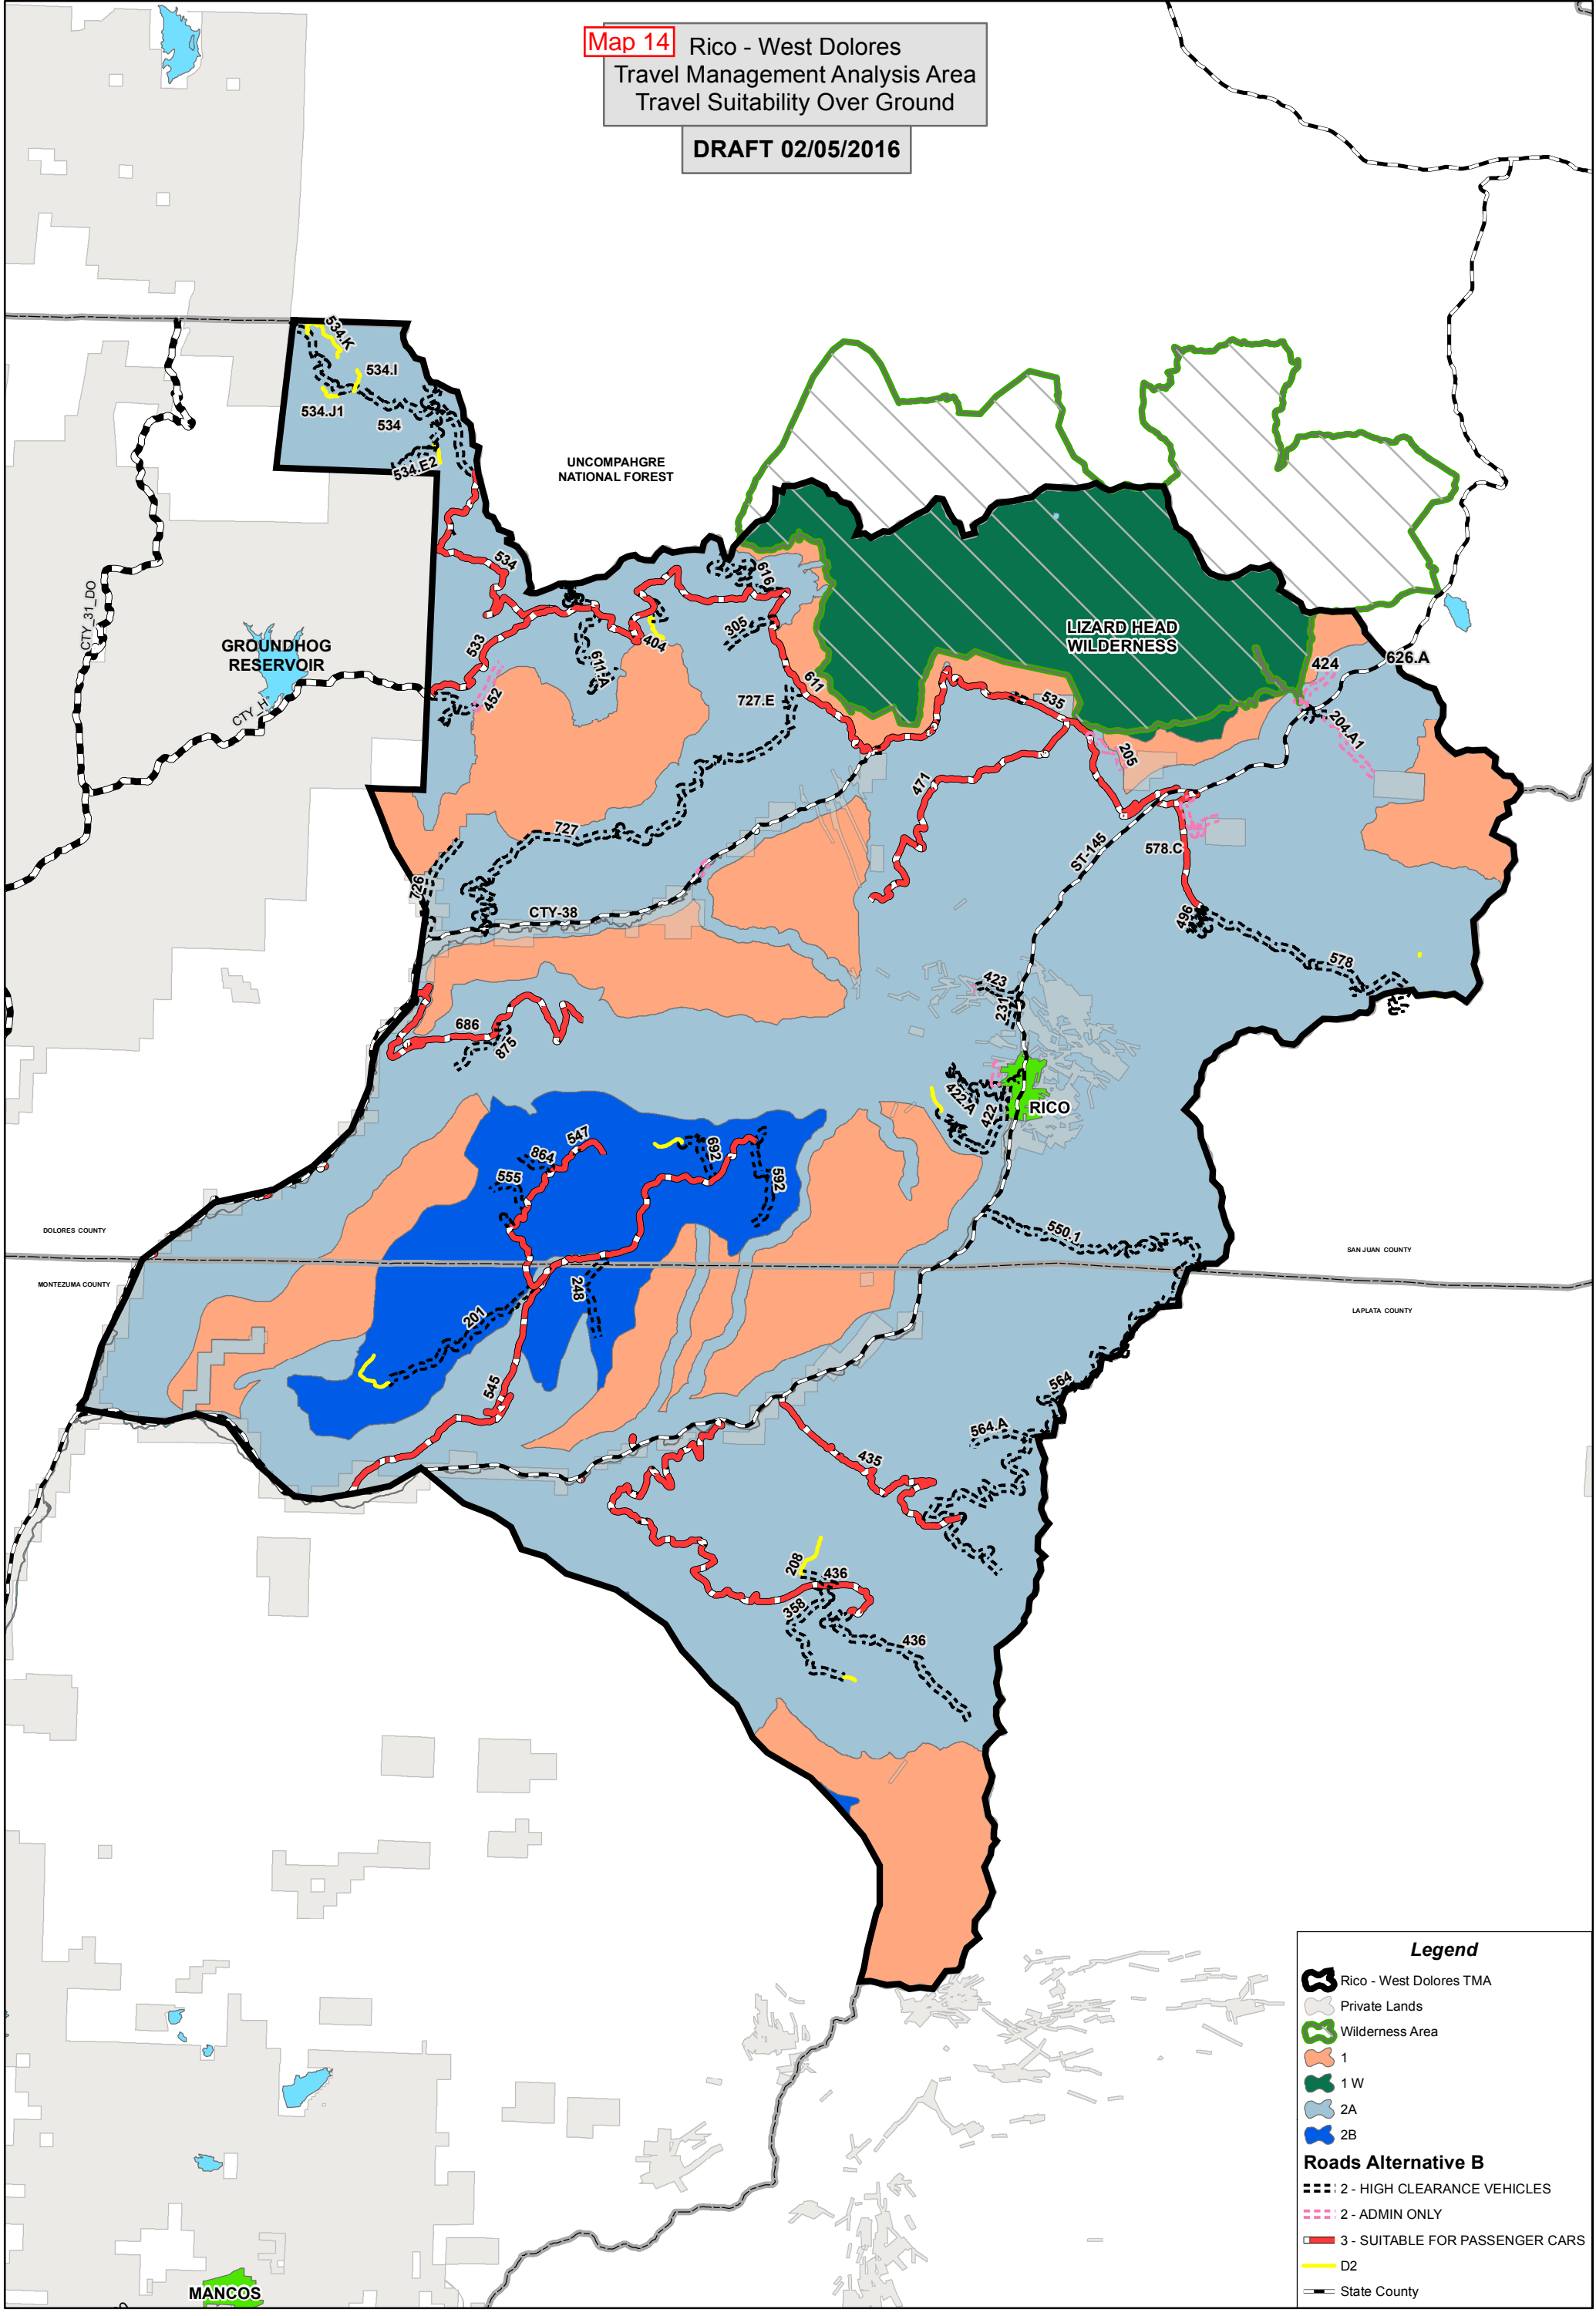 Map 14
Rico - West Dolores
Travel Management Analysis Area
Travel Suitability Over Ground
DRAFT 02/05/2016
534.K
534.I
534.J1
534
534.E2
UNCOMPAHGRE
NATIONAL FOREST
534
616
CTY_31_DO
GROUNDHOG
RESERVOIR
533
404
305
LIZARD HEAD
WILDERNESS
626.A
424
611.A
452
CTY_H
727.E
611
535
204.A1
205
471
727
ST-145
578.C
726
CTY-38
496
578
423
231
686
875
422.A
422
RICO
547
864
692
555
592
DOLORES COUNTY
550.1
SAN JUAN COUNTY
MONTEZUMA COUNTY
248
LAPLATA COUNTY
201
545
564
564.A
435
208
436
358
436
MANCOS
Legend
Rico - West Dolores TMA
Private Lands
Wilderness Area
1
1 W
2A
2B
Roads Alternative B
2 - HIGH CLEARANCE VEHICLES
2 - ADMIN ONLY
3 - SUITABLE FOR PASSENGER CARS
D2
State County